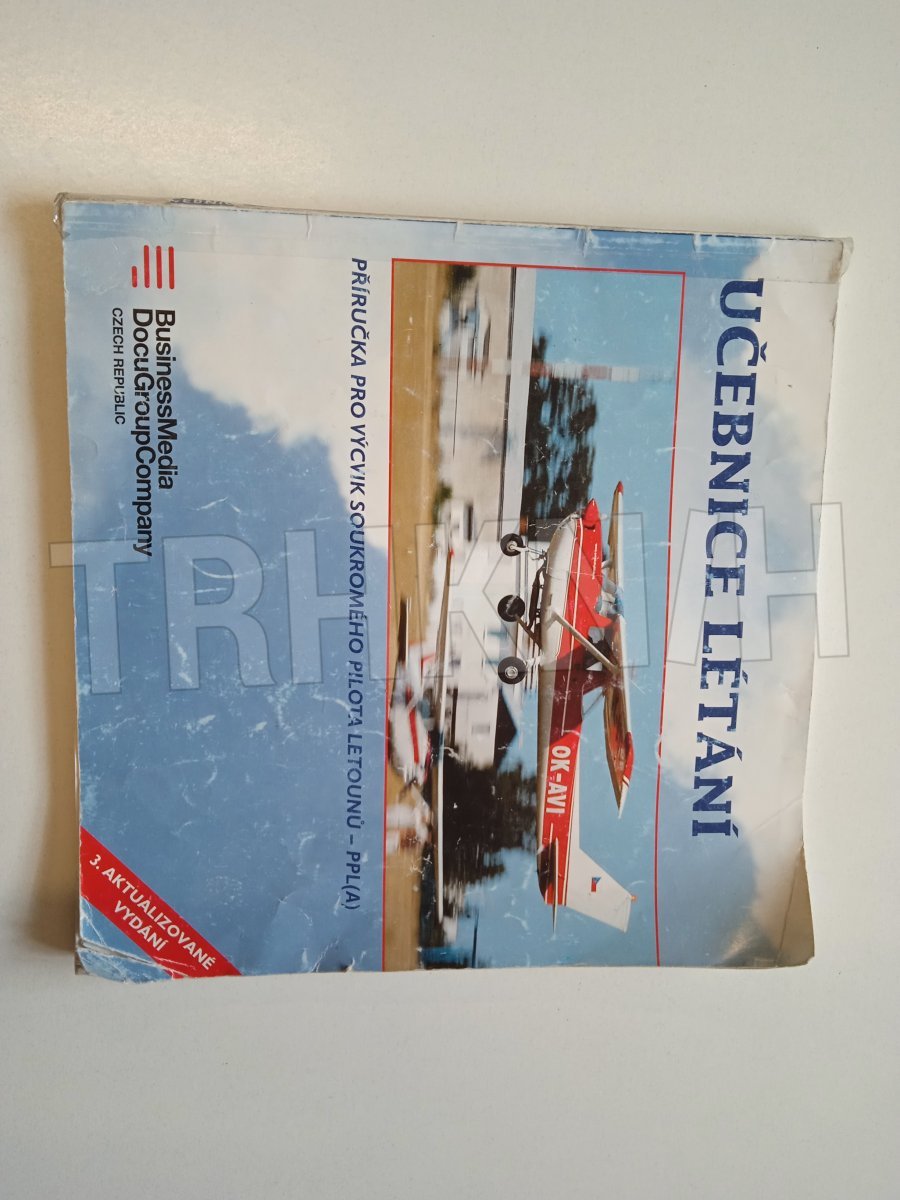 UČEBNICE LÉTÁNÍ
OK-AVI
PŘÍRUČKA PRO VÝCVIK SOUKROMÉHO PILOTA LETOUNŮ – PPL(A)
BusinessMedia
DocuGroupCompany
CZECH REPUBLIC
3. AKTUALIZOVANÉ
VYDÁNÍ
TRHKNIH